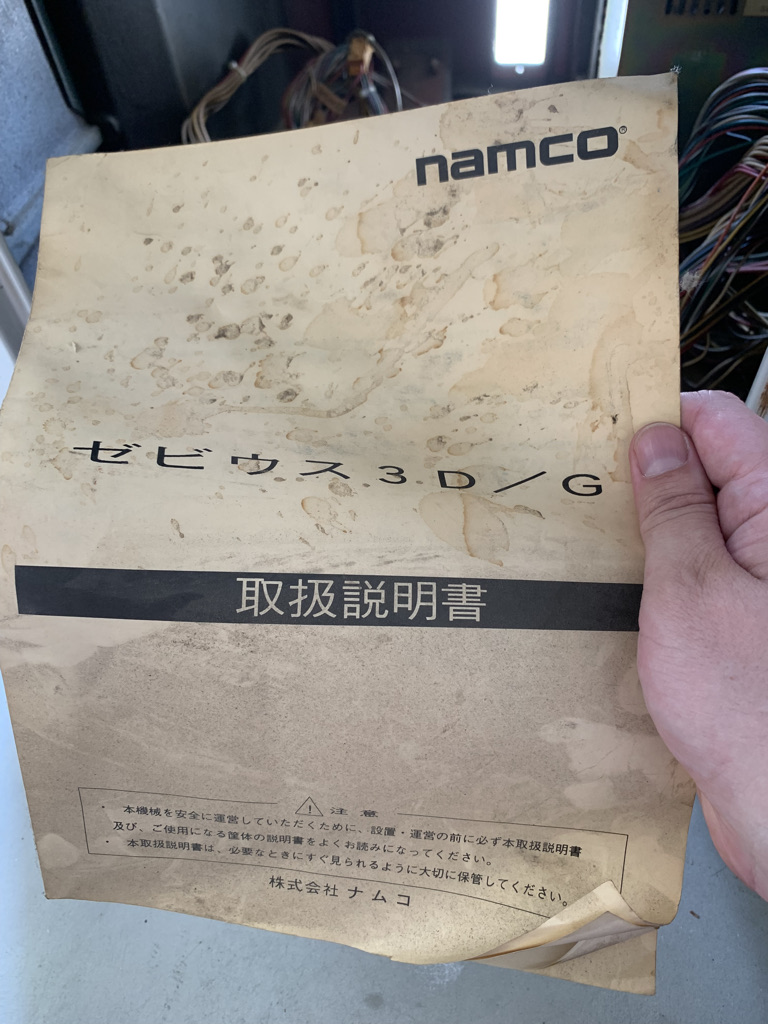 namco®
ゼビウス3D／G
取扱説明書
⚠ 注意
・ 本機械を安全に運営していただくために、設置・運営の前に必ず本取扱説明書
及び、ご使用になる筐体の説明書をよくお読みになってください。
・ 本取扱説明書は、必要なときにすぐ見られるように大切に保管してください。
株式会社ナムコ